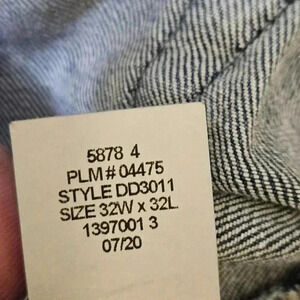 5878 4
PLM # 04475
STYLE DD3011
SIZE 32W x 32L
1397001 3
07/20